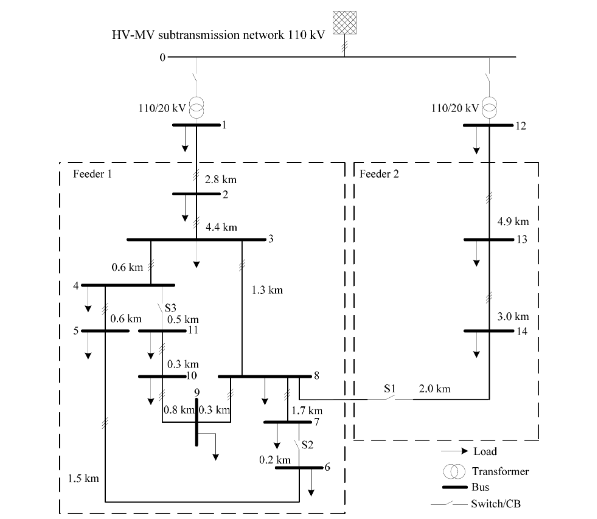 HV-MV subtransmission network 110 kV
0
110/20 kV
110/20 kV
1
12
Feeder 1
Feeder 2
2.8 km
2
4.9 km
4.4 km
3
13
0.6 km
1.3 km
4
S3
0.6 km
0.5 km
3.0 km
5
11
14
0.3 km
10
8
9
S1
2.0 km
0.8 km
0.3 km
1.7 km
7
S2
0.2 km
6
1.5 km
Load
Transformer
Bus
Switch/CB